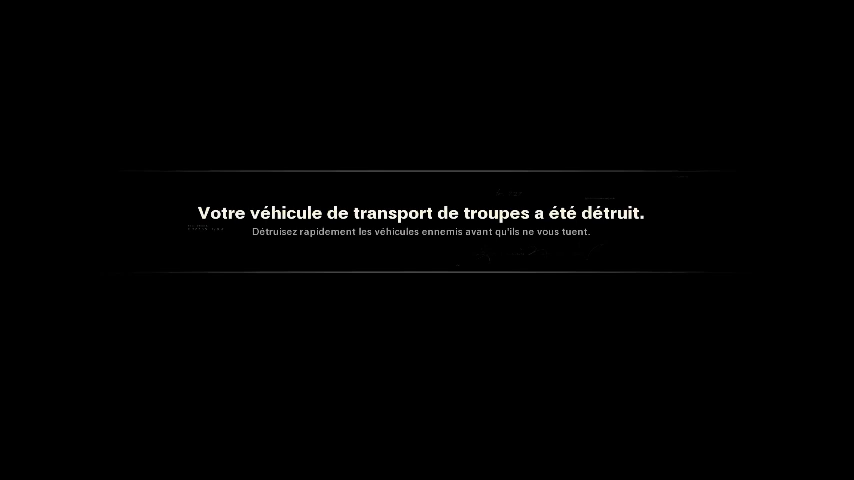 Votre véhicule de transport de troupes a été détruit.
Détruisez rapidement les véhicules ennemis avant qu'ils ne vous tuent.